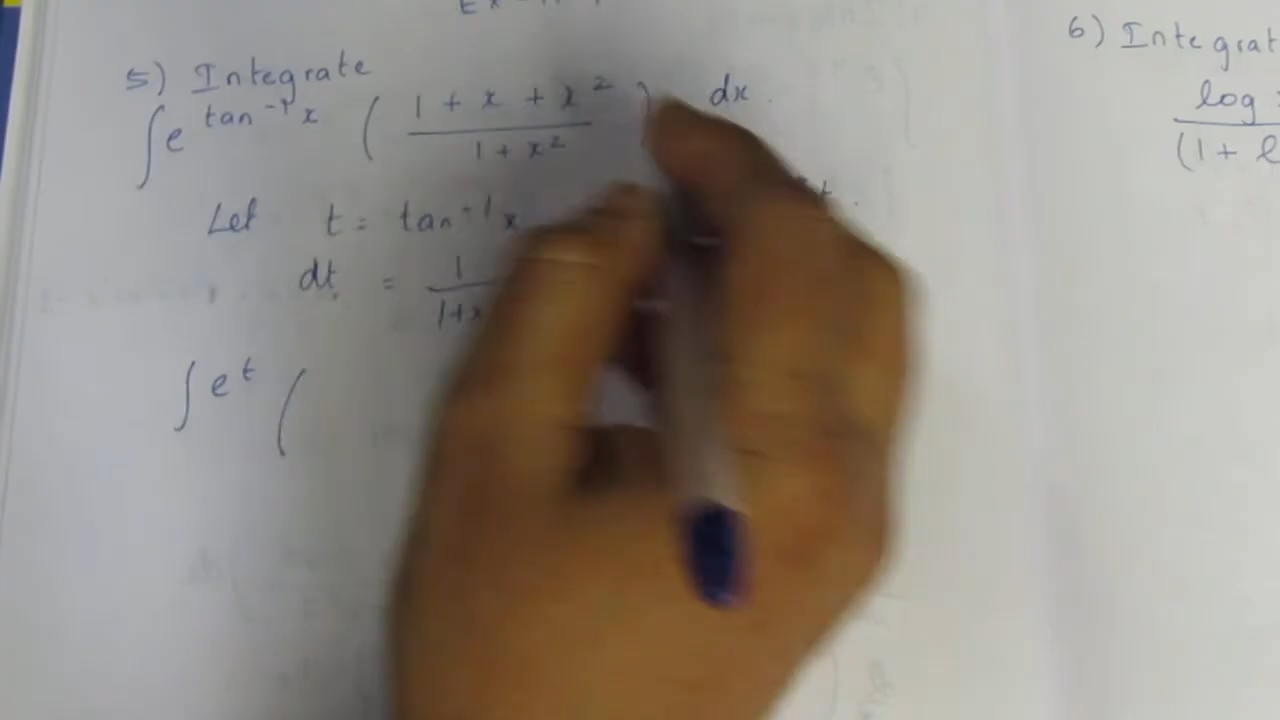 5) Integrate
∫ e^{tan⁻¹x} ( (1 + x + x²) / (1 + x²) ) dx.
Let t = tan⁻¹x
dt = 1 / 1+x
∫ e^t (
6) Integrat
log
(1 + l